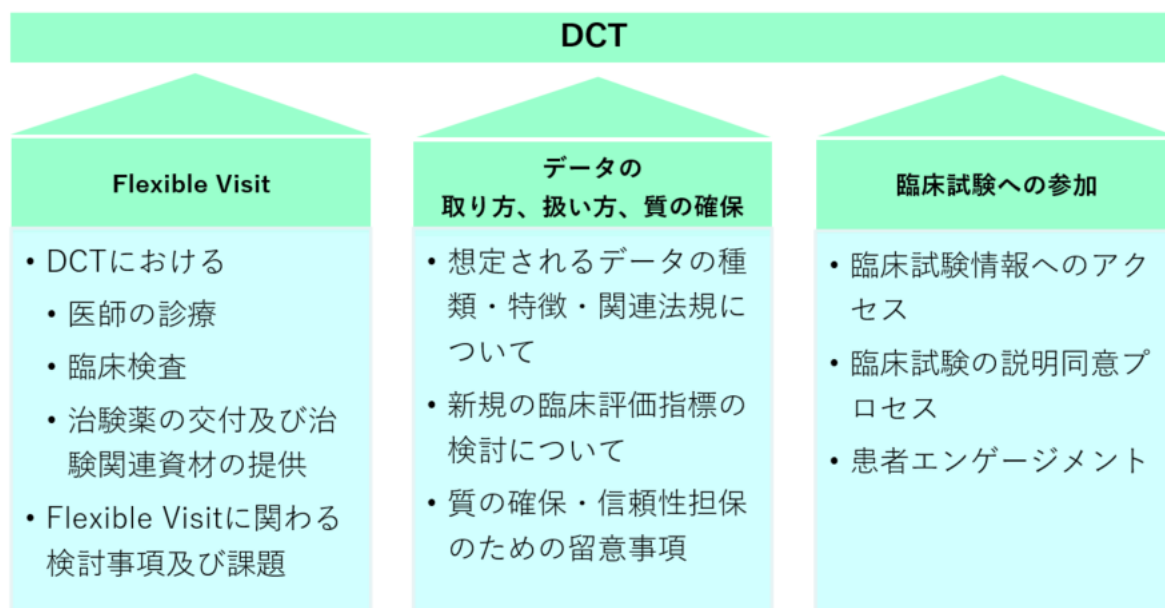 DCT
Flexible Visit
• DCTにおける
• 医師の診療
• 臨床検査
• 治験薬の交付及び治
験関連資材の提供
• Flexible Visitに関わる
検討事項及び課題
データの
取り方、扱い方、質の確保
• 想定されるデータの種
類・特徴・関連法規に
ついて
• 新規の臨床評価指標の
検討について
• 質の確保・信頼性担保
のための留意事項
臨床試験への参加
• 臨床試験情報へのアク
セス
• 臨床試験の説明同意プ
ロセス
• 患者エンゲージメント